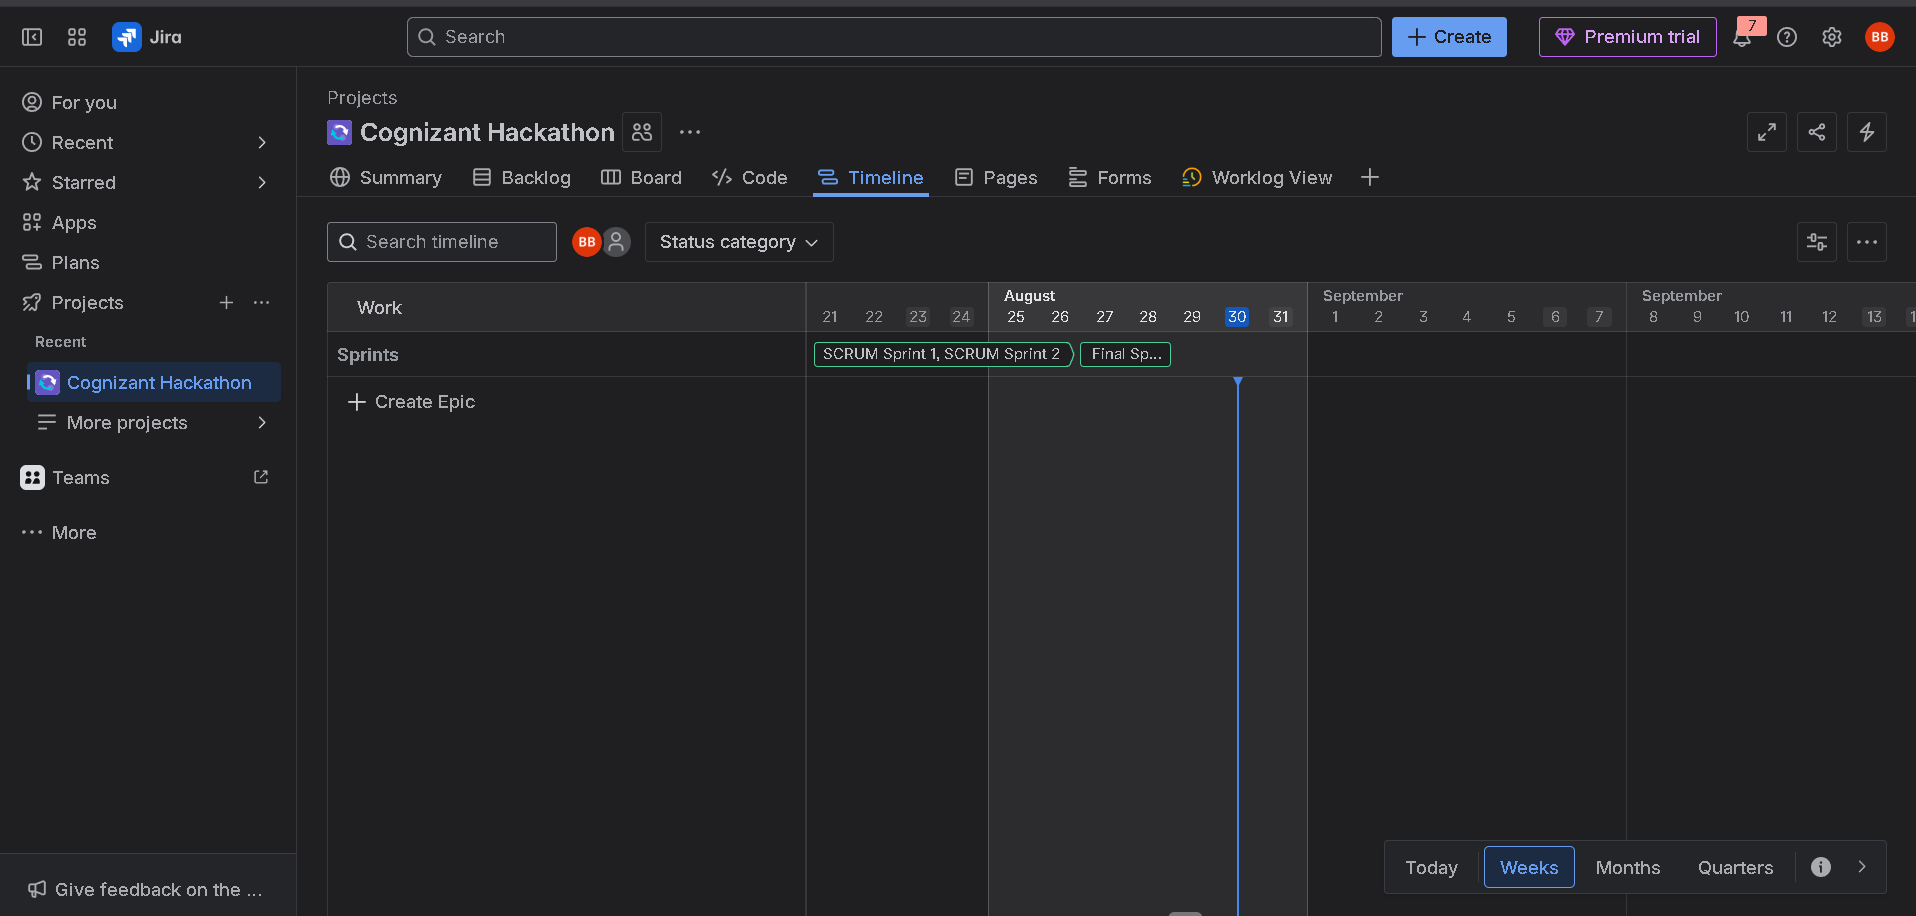 Jira
Search
Create
Premium trial
7
BB
For you
Recent
Starred
Apps
Plans
Projects
Recent
Cognizant Hackathon
More projects
Teams
More
Give feedback on the ...
Projects
Cognizant Hackathon
Summary
Backlog
Board
Code
Timeline
Pages
Forms
Worklog View
Search timeline
BB
Status category
Work
August
September
September
21 22 23 24 25 26 27 28 29 30 31 1 2 3 4 5 6 7 8 9 10 11 12 13
Sprints
SCRUM Sprint 1, SCRUM Sprint 2
Final Sp...
Create Epic
Today
Weeks
Months
Quarters